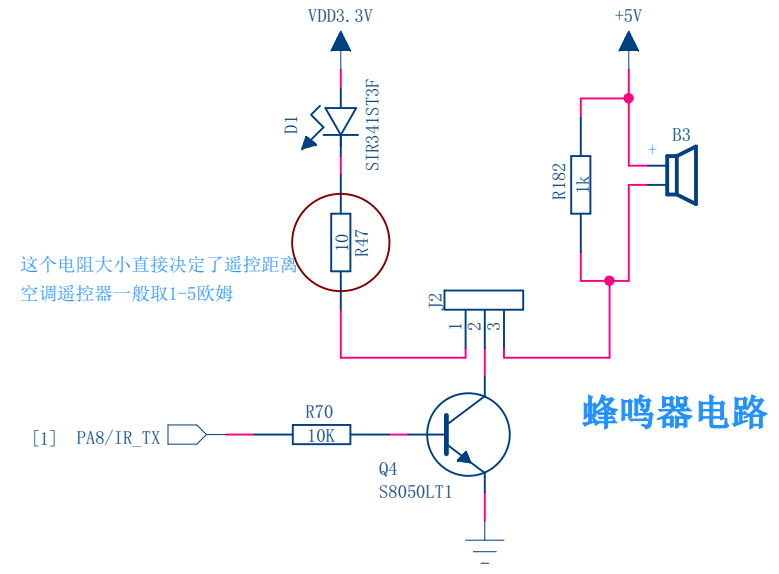 VDD3.3V
+5V
D1
SIR341ST3F
B3
+
R182
1k
10
R47
这个电阻大小直接决定了遥控距离
空调遥控器一般取1-5欧姆
J2
1
2
3
蜂鸣器电路
R70
[1] PA8/IR_TX
10K
Q4
S8050LT1